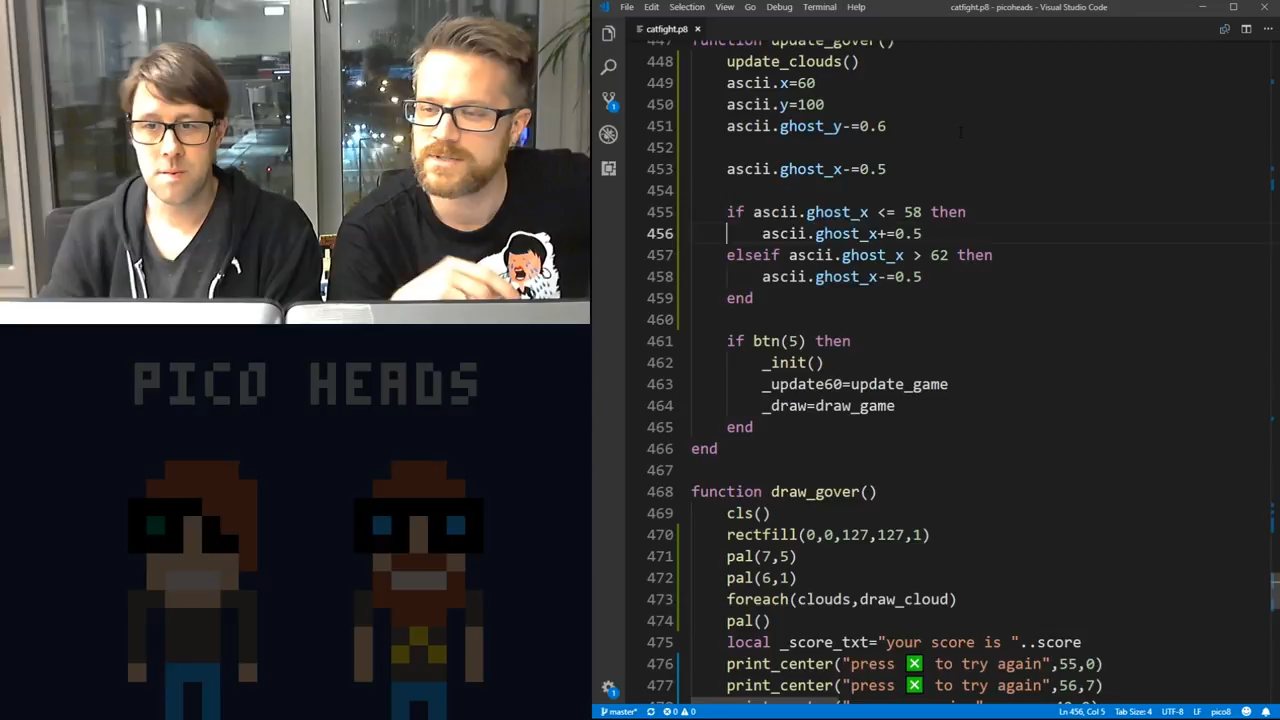 File Edit Selection View Go Debug Terminal Help
catfight.p8 - picoheads - Visual Studio Code
catfight.p8
447 function update_gover()
448 update_clouds()
449 ascii.x=60
450 ascii.y=100
451 ascii.ghost_y-=0.6
452
453 ascii.ghost_x-=0.5
454
455 if ascii.ghost_x <= 58 then
456 ascii.ghost_x+=0.5
457 elseif ascii.ghost_x > 62 then
458 ascii.ghost_x-=0.5
459 end
460
461 if btn(5) then
462 _init()
463 _update60=update_game
464 _draw=draw_game
465 end
466 end
467
468 function draw_gover()
469 cls()
470 rectfill(0,0,127,127,1)
471 pal(7,5)
472 pal(6,1)
473 foreach(clouds,draw_cloud)
474 pal()
475 local _score_txt="your score is "..score
476 print_center("press ❎ to try again",55,0)
477 print_center("press ❎ to try again",56,7)
PICO HEADS
master* 0 0 Ln 456, Col 5 Tab Size: 4 UTF-8 LF pico8 1